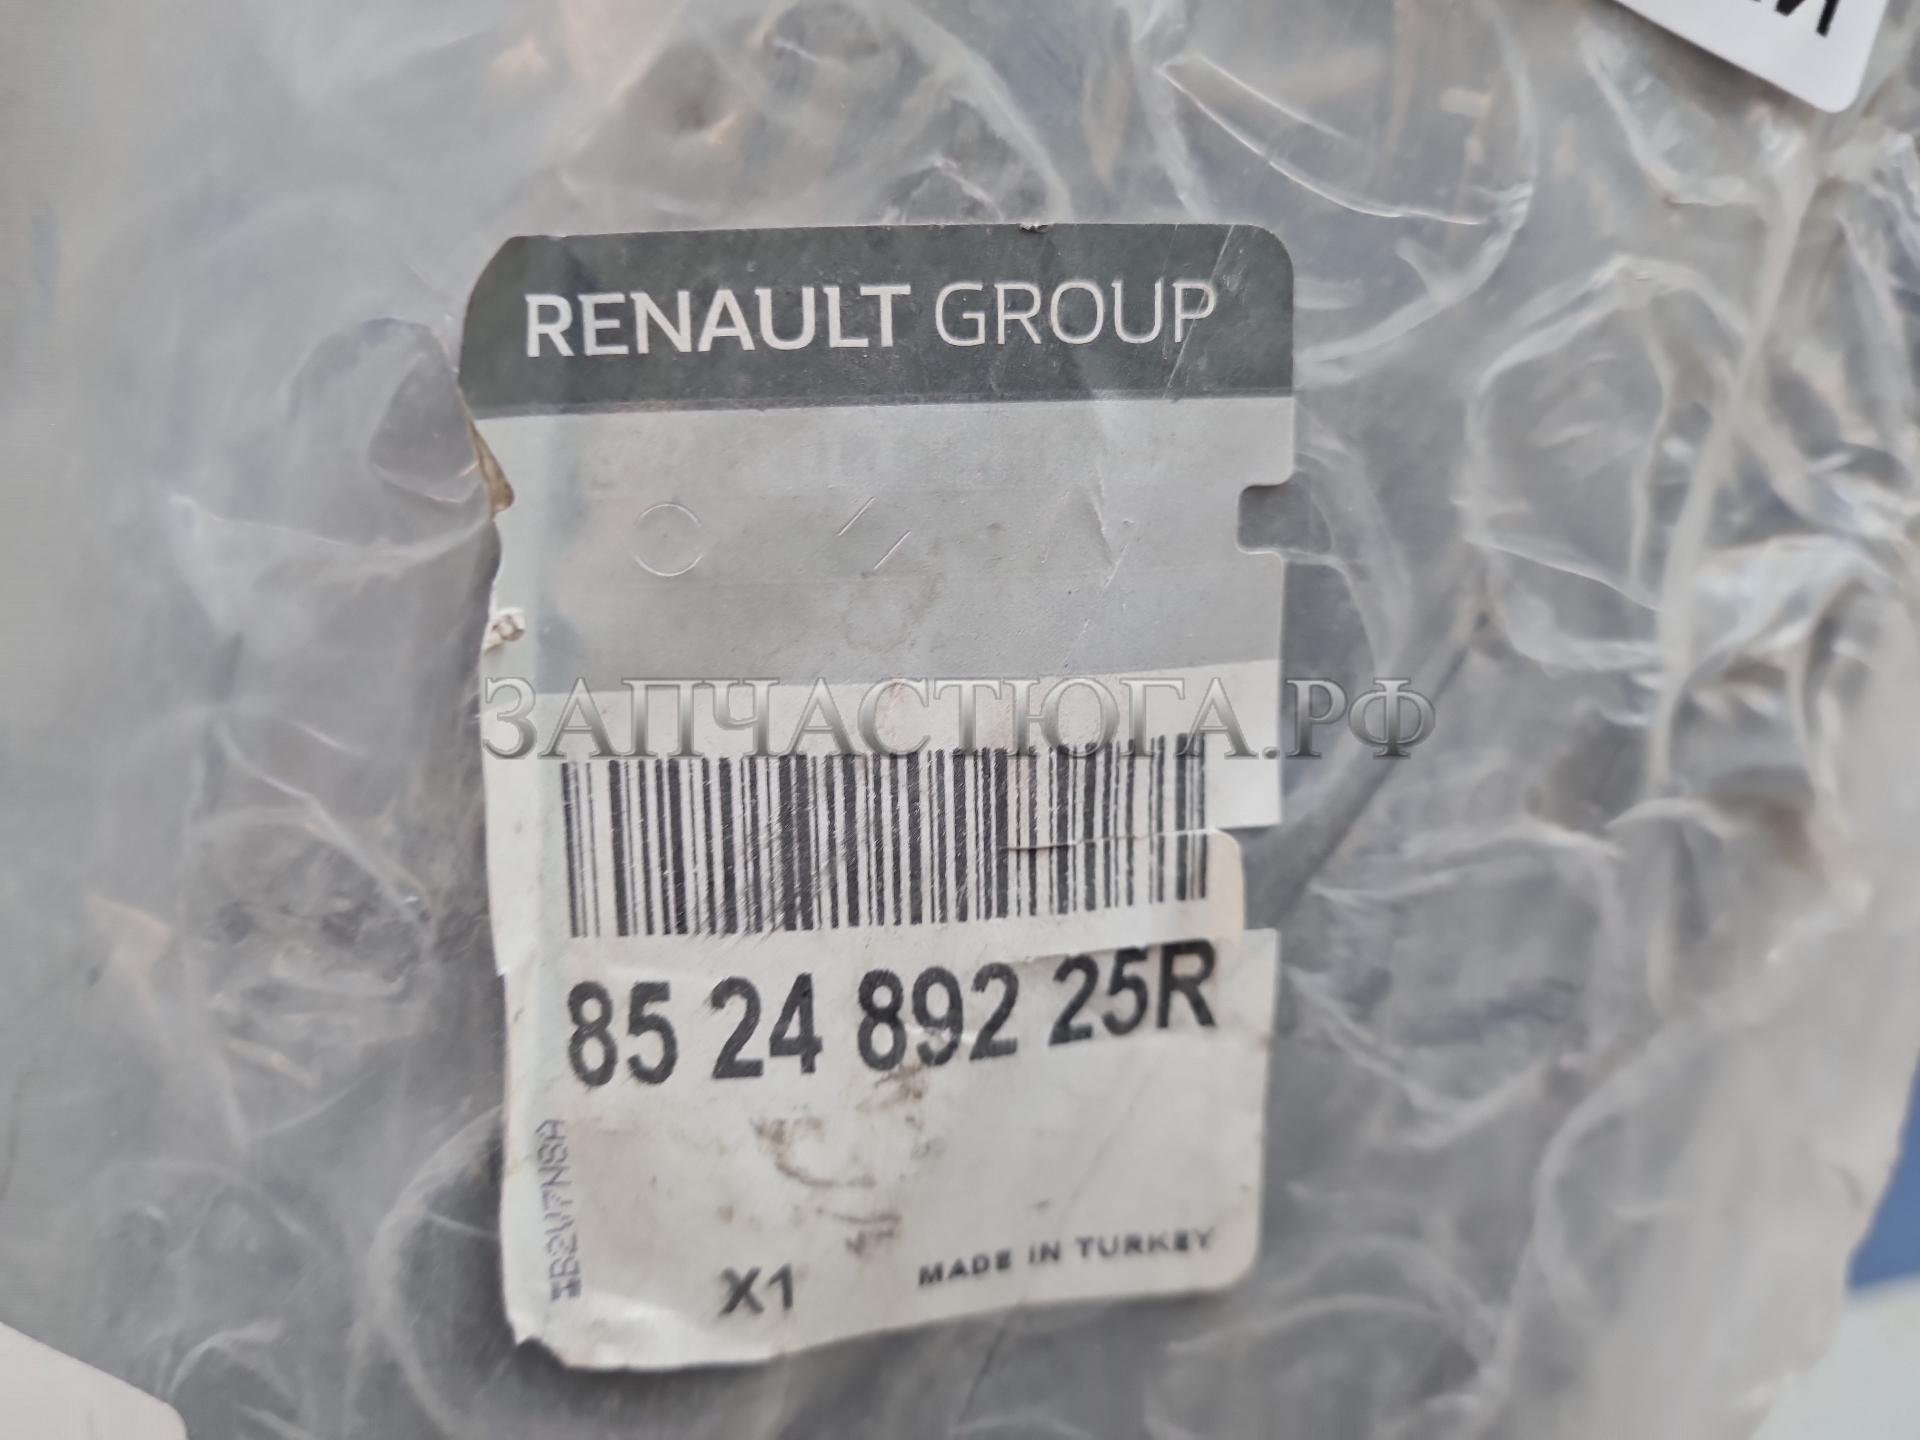 RENAULT GROUP
ЗАПЧАСТЮГА.РФ
85 24 892 25R
X1
MADE IN TURKEY